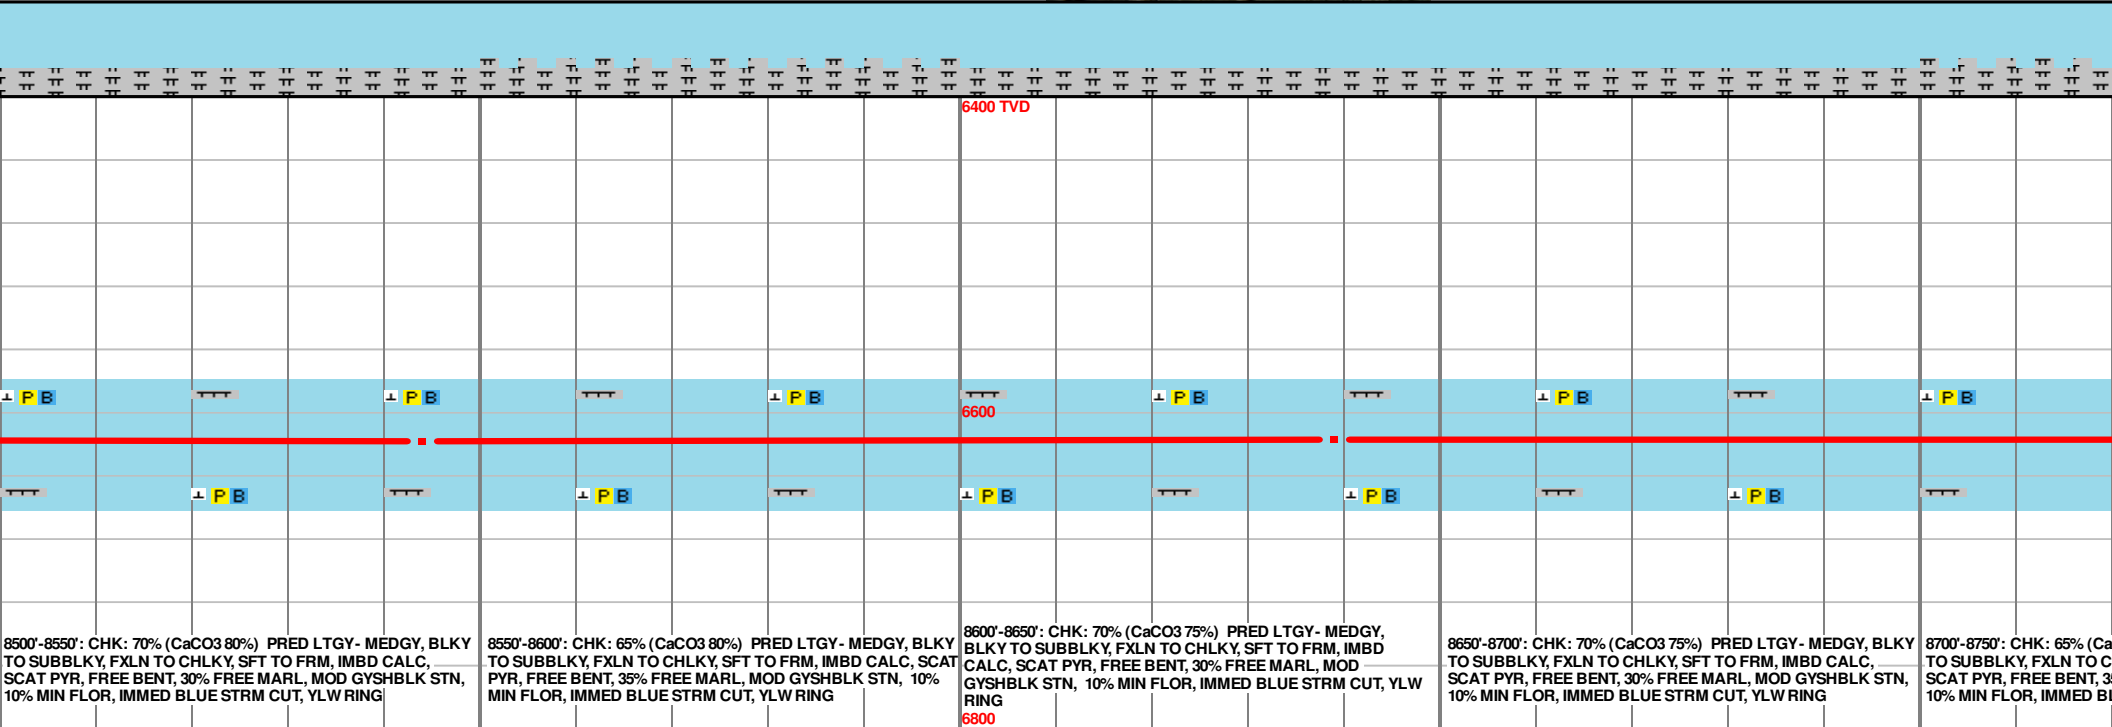 6400 TVD
P B
P B
P B
P B
P B
P B
6600
P B
P B
P B
P B
P B
8500'-8550': CHK: 70% (CaCO3 80%) PRED LTGY- MEDGY, BLKY
TO SUBBLKY, FXLN TO CHLKY, SFT TO FRM, IMBD CALC,
SCAT PYR, FREE BENT, 30% FREE MARL, MOD GYSHBLK STN,
10% MIN FLOR, IMMED BLUE STRM CUT, YLW RING
8550'-8600': CHK: 65% (CaCO3 80%) PRED LTGY- MEDGY, BLKY
TO SUBBLKY, FXLN TO CHLKY, SFT TO FRM, IMBD CALC, SCAT
PYR, FREE BENT, 35% FREE MARL, MOD GYSHBLK STN, 10%
MIN FLOR, IMMED BLUE STRM CUT, YLW RING
8600'-8650': CHK: 70% (CaCO3 75%) PRED LTGY- MEDGY,
BLKY TO SUBBLKY, FXLN TO CHLKY, SFT TO FRM, IMBD
CALC, SCAT PYR, FREE BENT, 30% FREE MARL, MOD
GYSHBLK STN, 10% MIN FLOR, IMMED BLUE STRM CUT, YLW
RING
6800
8650'-8700': CHK: 70% (CaCO3 75%) PRED LTGY- MEDGY, BLKY
TO SUBBLKY, FXLN TO CHLKY, SFT TO FRM, IMBD CALC,
SCAT PYR, FREE BENT, 30% FREE MARL, MOD GYSHBLK STN,
10% MIN FLOR, IMMED BLUE STRM CUT, YLW RING
8700'-8750': CHK: 65% (Ca
TO SUBBLKY, FXLN TO C
SCAT PYR, FREE BENT, 3
10% MIN FLOR, IMMED B